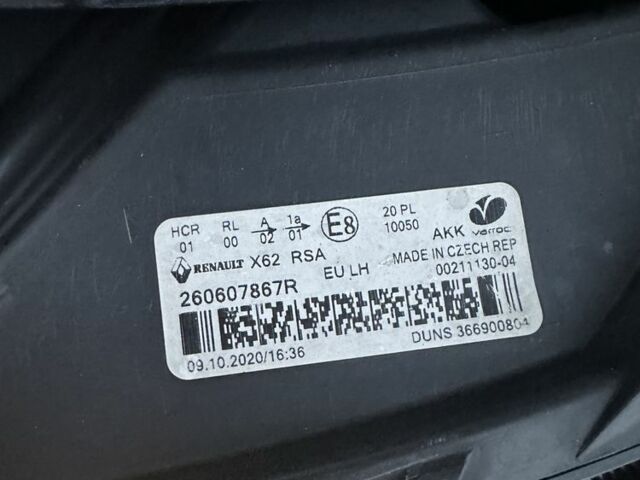 HCR RL A 1a E8 20 PL
01 00 02 01 10050 AKK varroc
RENAULT X62 RSA EU LH MADE IN CZECH REP
260607867R 00211130-04
09.10.2020/16:36 DUNS 366900804